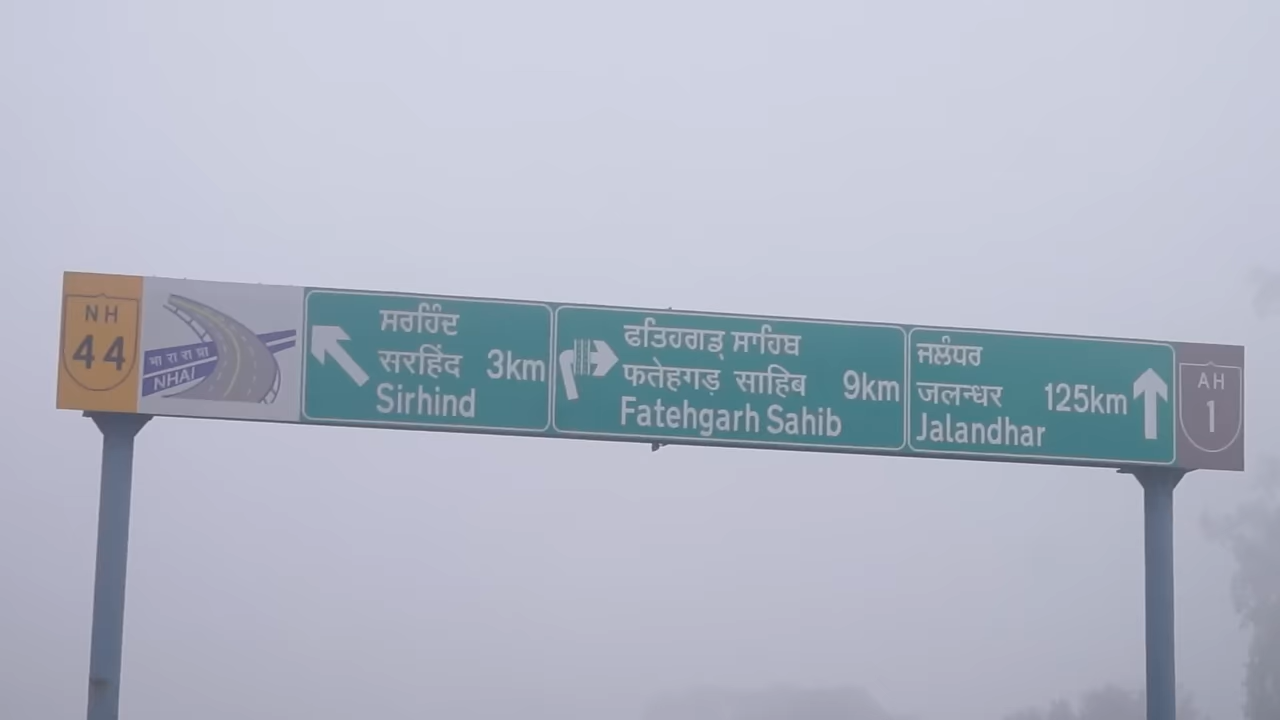 NH
44
भा रा रा प्रा
NHAI
ਸਰਹਿੰਦ
सरहिंद 3km
Sirhind
ਫਤਿਹਗੜ੍ ਸਾਹਿਬ
फतेहगड़ साहिब 9km
Fatehgarh Sahib
ਜਲੰਧਰ
जलन्धर 125km
Jalandhar
AH
1